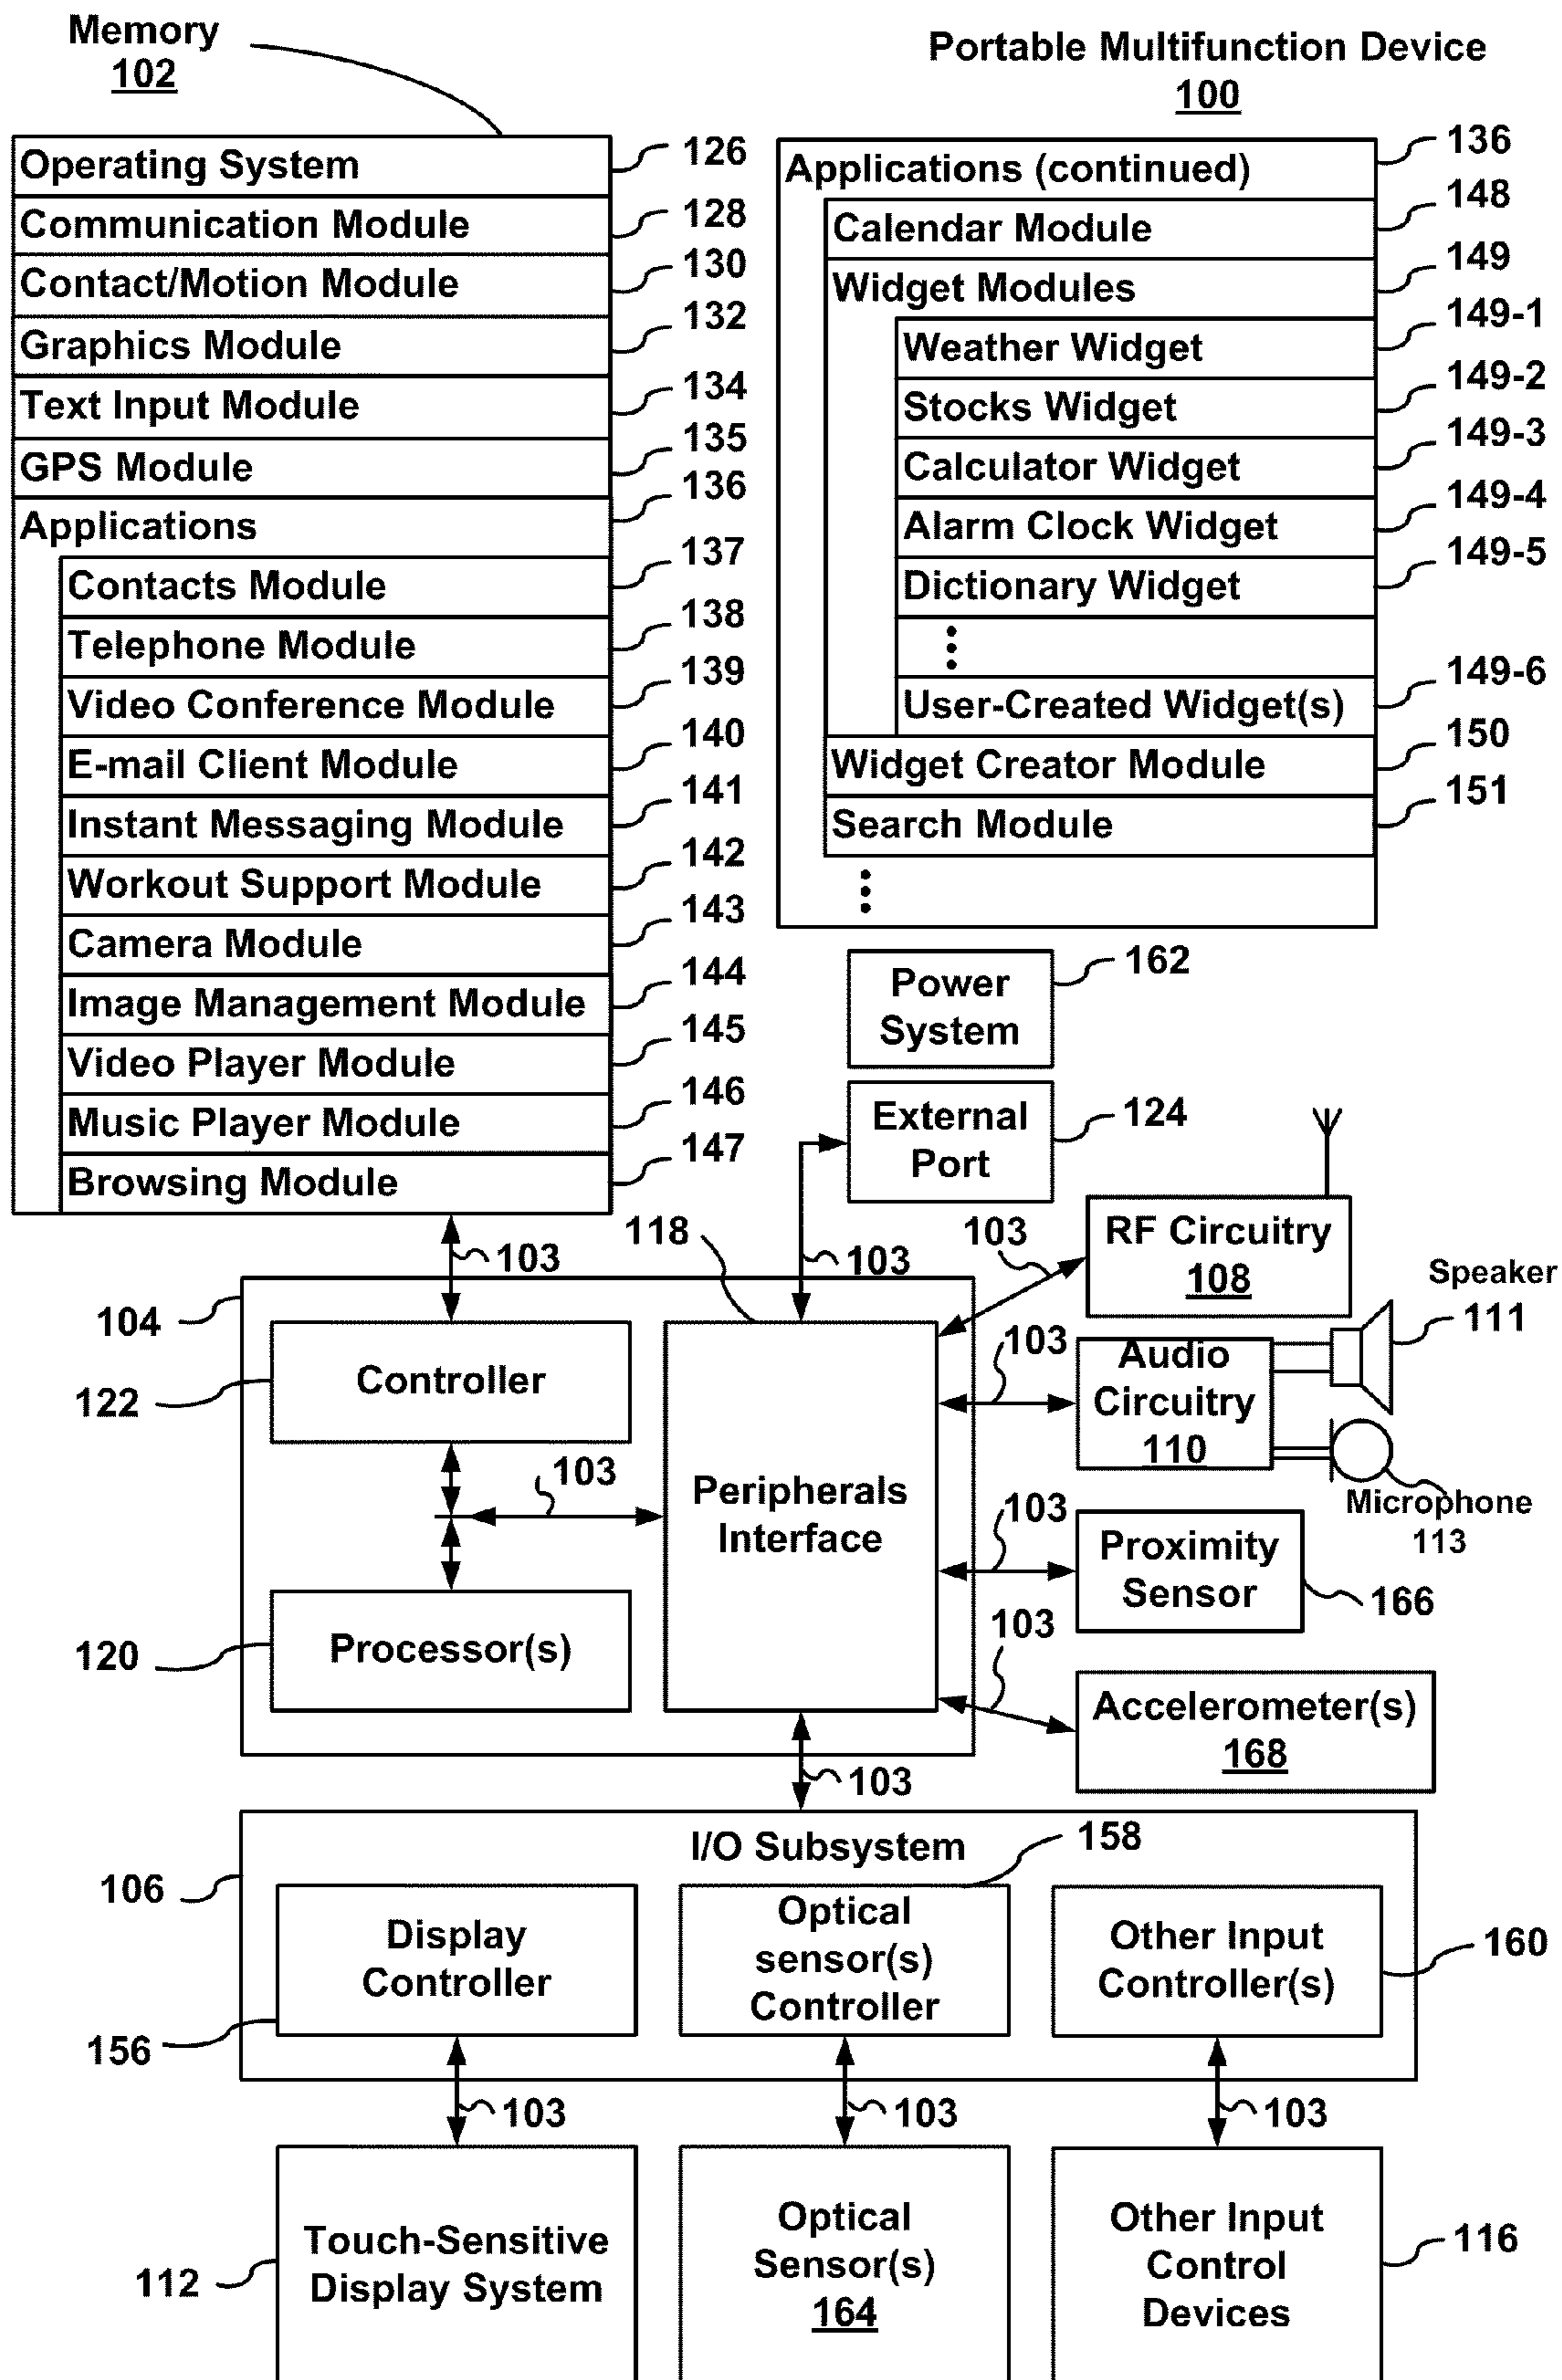 Memory
102
Portable Multifunction Device
100
Operating System
126
Communication Module
128
Contact/Motion Module
130
Graphics Module
132
Text Input Module
134
GPS Module
135
Applications
136
Contacts Module
137
Telephone Module
138
Video Conference Module
139
E-mail Client Module
140
Instant Messaging Module
141
Workout Support Module
142
Camera Module
143
Image Management Module
144
Video Player Module
145
Music Player Module
146
Browsing Module
147
Applications (continued)
136
Calendar Module
148
Widget Modules
149
Weather Widget
149-1
Stocks Widget
149-2
Calculator Widget
149-3
Alarm Clock Widget
149-4
Dictionary Widget
149-5
User-Created Widget(s)
149-6
Widget Creator Module
150
Search Module
151
Power
System
162
External
Port
124
103
118
103
103
RF Circuitry
108
Speaker
111
104
Controller
122
103
Audio
Circuitry
110
Microphone
113
103
Peripherals
Interface
103
Proximity
Sensor
166
Processor(s)
120
103
Accelerometer(s)
168
103
I/O Subsystem
106
158
Display
Controller
156
Optical
sensor(s)
Controller
Other Input
Controller(s)
160
103
103
103
Touch-Sensitive
Display System
112
Optical
Sensor(s)
164
Other Input
Control
Devices
116